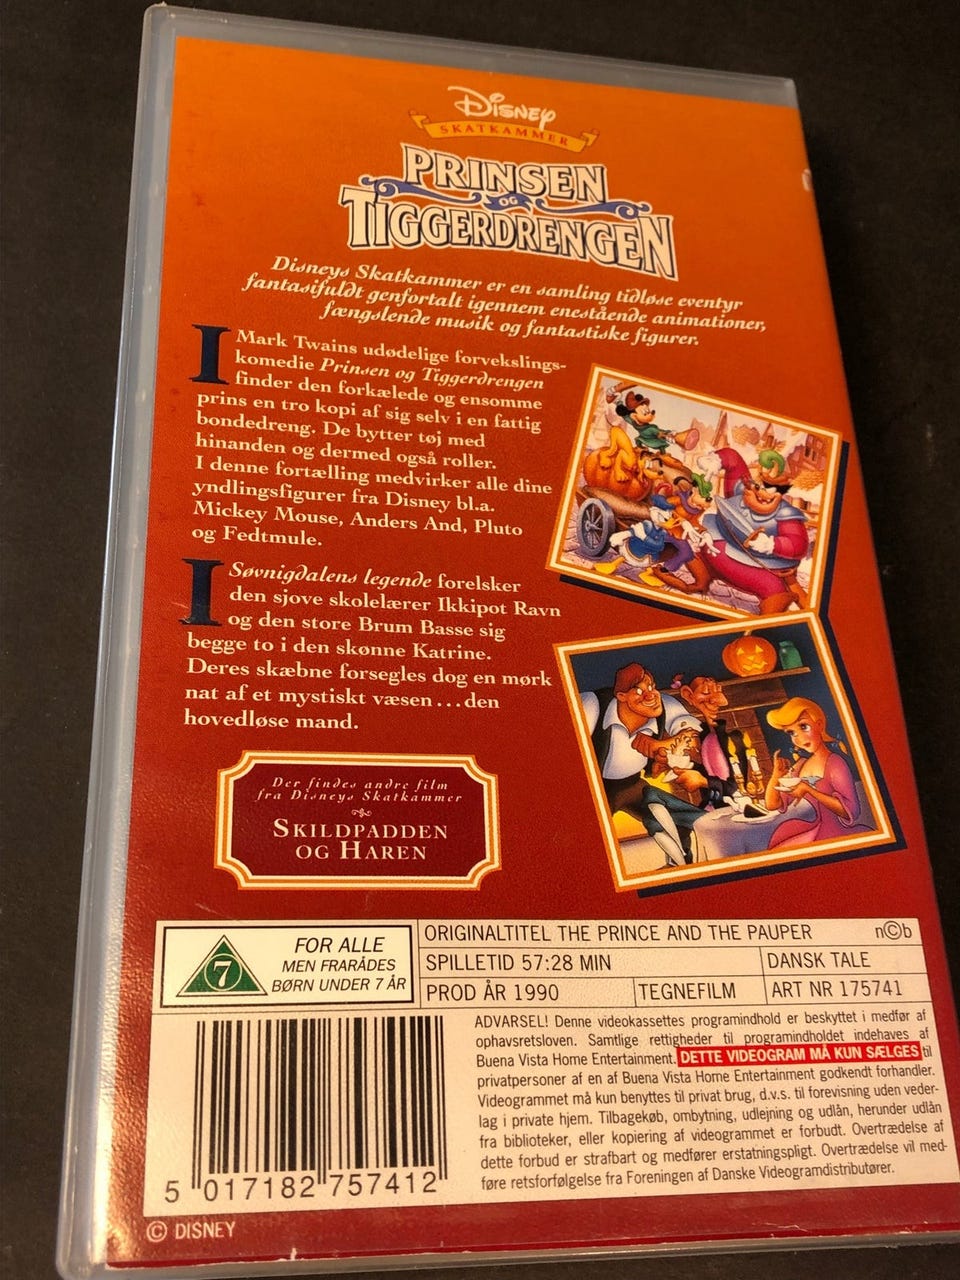 Disney
SKATKAMMER
PRINSEN
OG
TIGGERDRENGEN
Disneys Skatkammer er en samling tidløse eventyr
fantasifuldt genfortalt igennem enestående animationer,
fængslende musik og fantastiske figurer.
I Mark Twains udødelige forvekslings-
komedie Prinsen og Tiggerdrengen
finder den forkælede og ensomme
prins en tro kopi af sig selv i en fattig
bondedreng. De bytter tøj med
hinanden og dermed også roller.
I denne fortælling medvirker alle dine
yndlingsfigurer fra Disney bl.a.
Mickey Mouse, Anders And, Pluto
og Fedtmule.
I Søvnigdalens legende forelsker
den sjove skolelærer Ikkipot Ravn
og den store Brum Basse sig
begge to i den skønne Katrine.
Deres skæbne forsegles dog en mørk
nat af et mystiskt væsen...den
hovedløse mand.
Der findes andre film
fra Disneys Skatkammer
SKILDPADDEN
OG HAREN
7
FOR ALLE
MEN FRARÅDES
BØRN UNDER 7 ÅR
ORIGINALTITEL THE PRINCE AND THE PAUPER n©b
SPILLETID 57:28 MIN DANSK TALE
PROD ÅR 1990 TEGNEFILM ART NR 175741
ADVARSEL! Denne videokassettes programindhold er beskyttet i medfør af
ophavsretsloven. Samtlige rettigheder til programindholdet indehaves af
Buena Vista Home Entertainment. DETTE VIDEOGRAM MÅ KUN SÆLGES til
privatpersoner af en af Buena Vista Home Entertainment godkendt forhandler.
Videogrammet må kun benyttes til privat brug, d.v.s. til forevisning uden veder-
lag i private hjem. Tilbagekøb, ombytning, udlejning og udlån, herunder udlån
fra biblioteker, eller kopiering af videogrammet er forbudt. Overtrædelse af
dette forbud er strafbart og medfører erstatningspligt. Overtrædelse vil med-
føre retsforfølgelse fra Foreningen af Danske Videogramdistributører.
5 017182 757412
© DISNEY